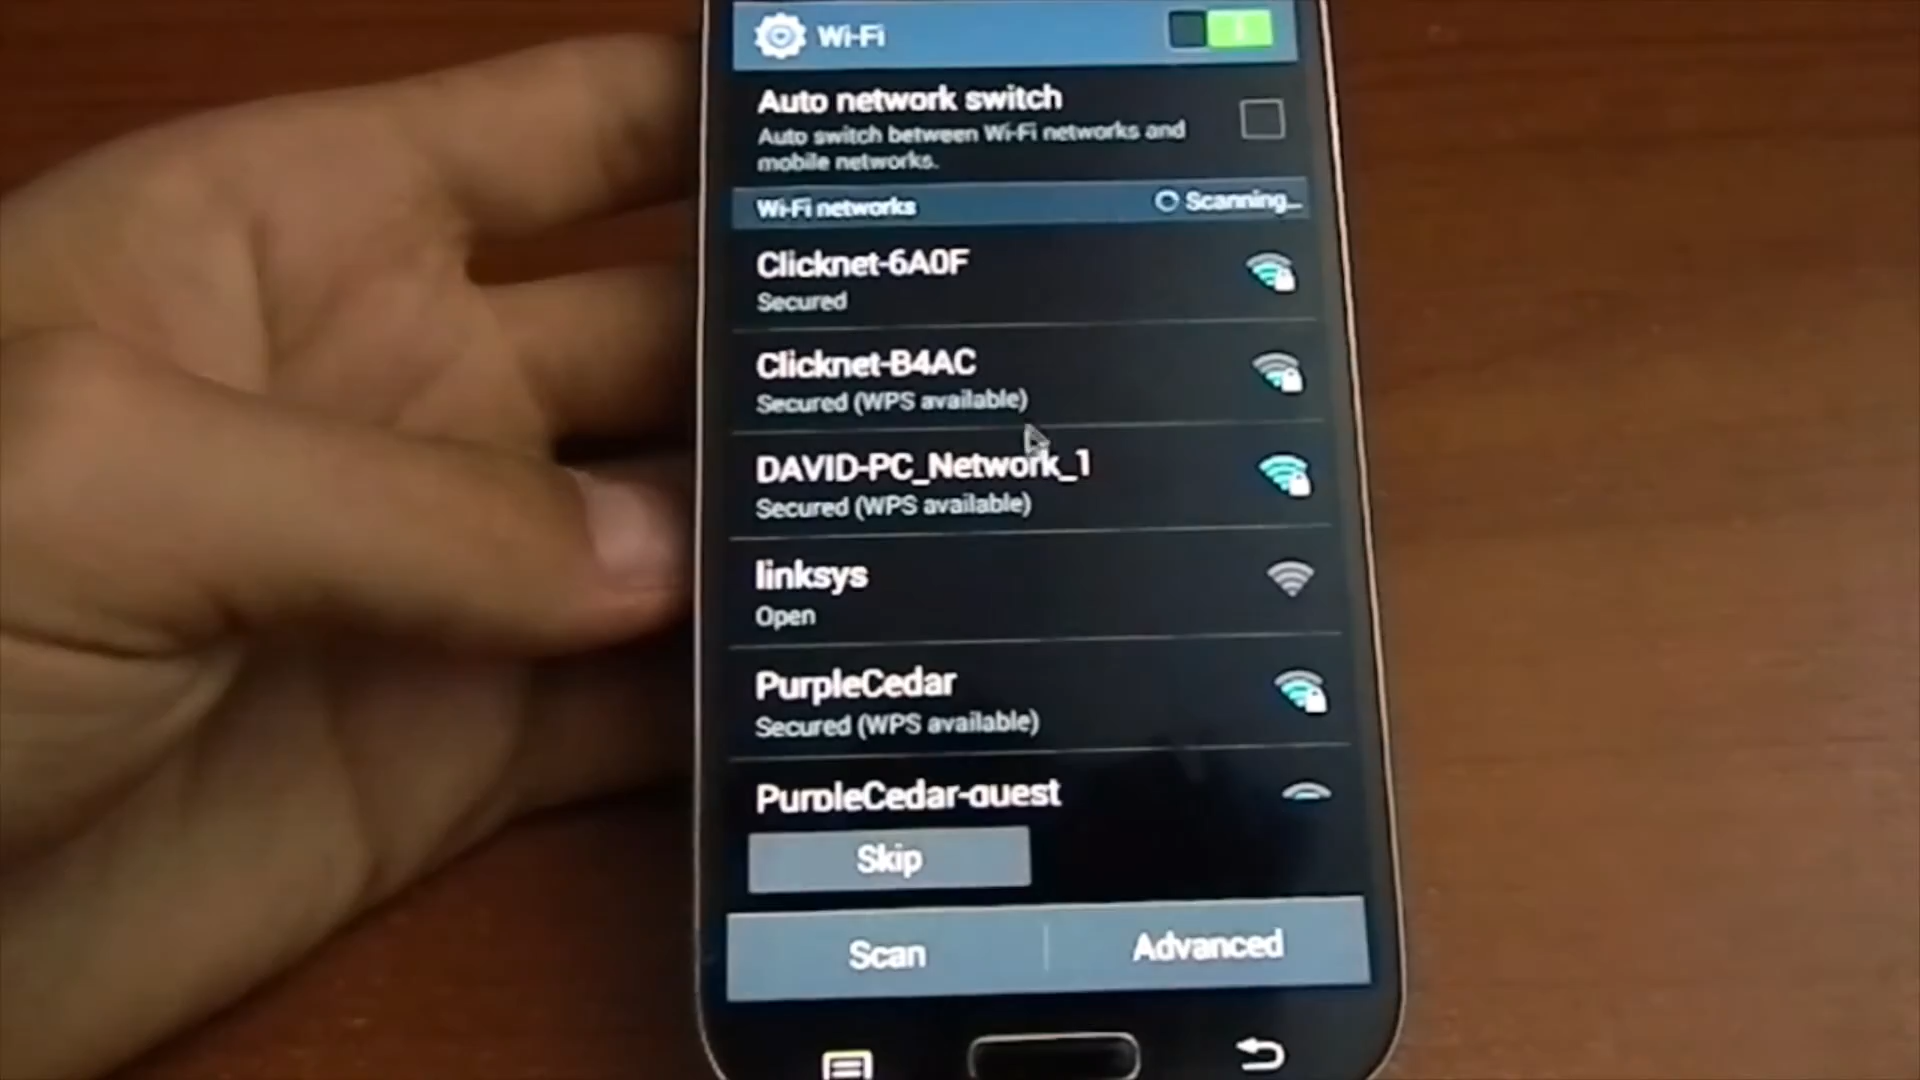 Wi-Fi
Auto network switch
Auto switch between Wi-Fi networks and
mobile networks.
Wi-Fi networks
Scanning...
Clicknet-6A0F
Secured
Clicknet-B4AC
Secured (WPS available)
DAVID-PC_Network_1
Secured (WPS available)
linksys
Open
PurpleCedar
Secured (WPS available)
PurpleCedar-guest
Skip
Scan
Advanced